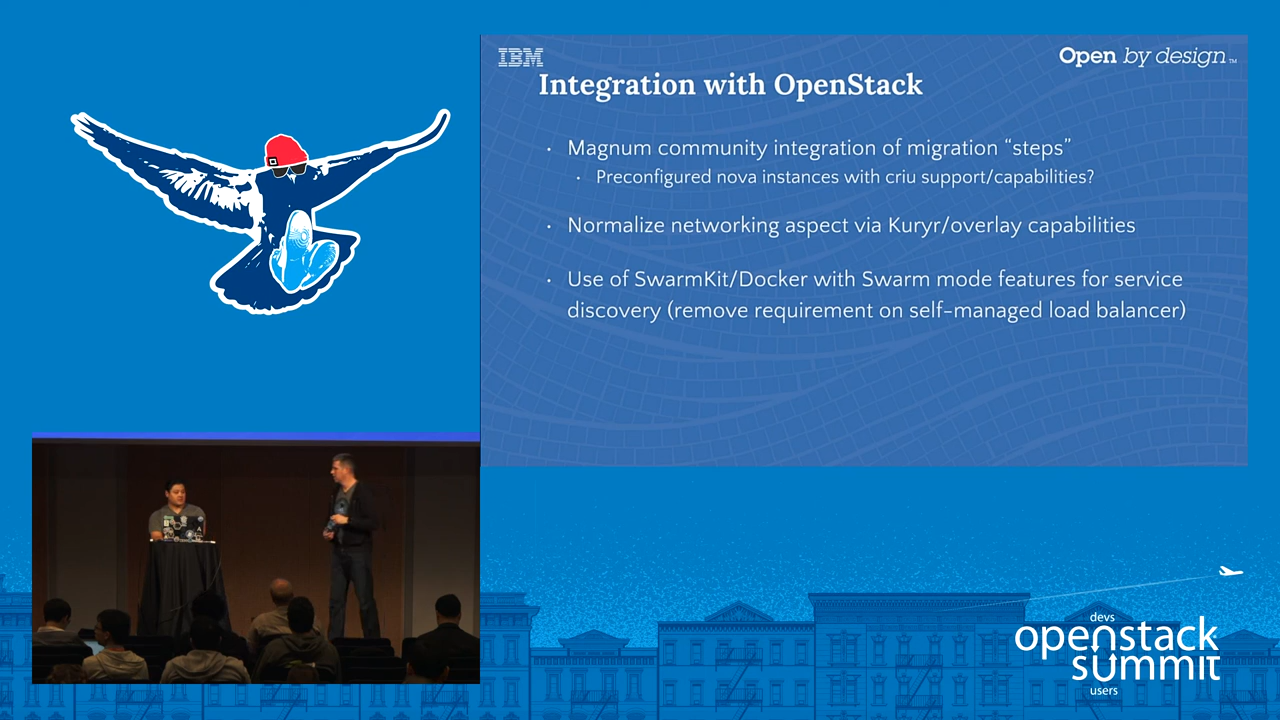 IBM
Open by design™
Integration with OpenStack
• Magnum community integration of migration “steps”
• Preconfigured nova instances with criu support/capabilities?
• Normalize networking aspect via Kuryr/overlay capabilities
• Use of SwarmKit/Docker with Swarm mode features for service
discovery (remove requirement on self-managed load balancer)
devs
openstack
summit
users